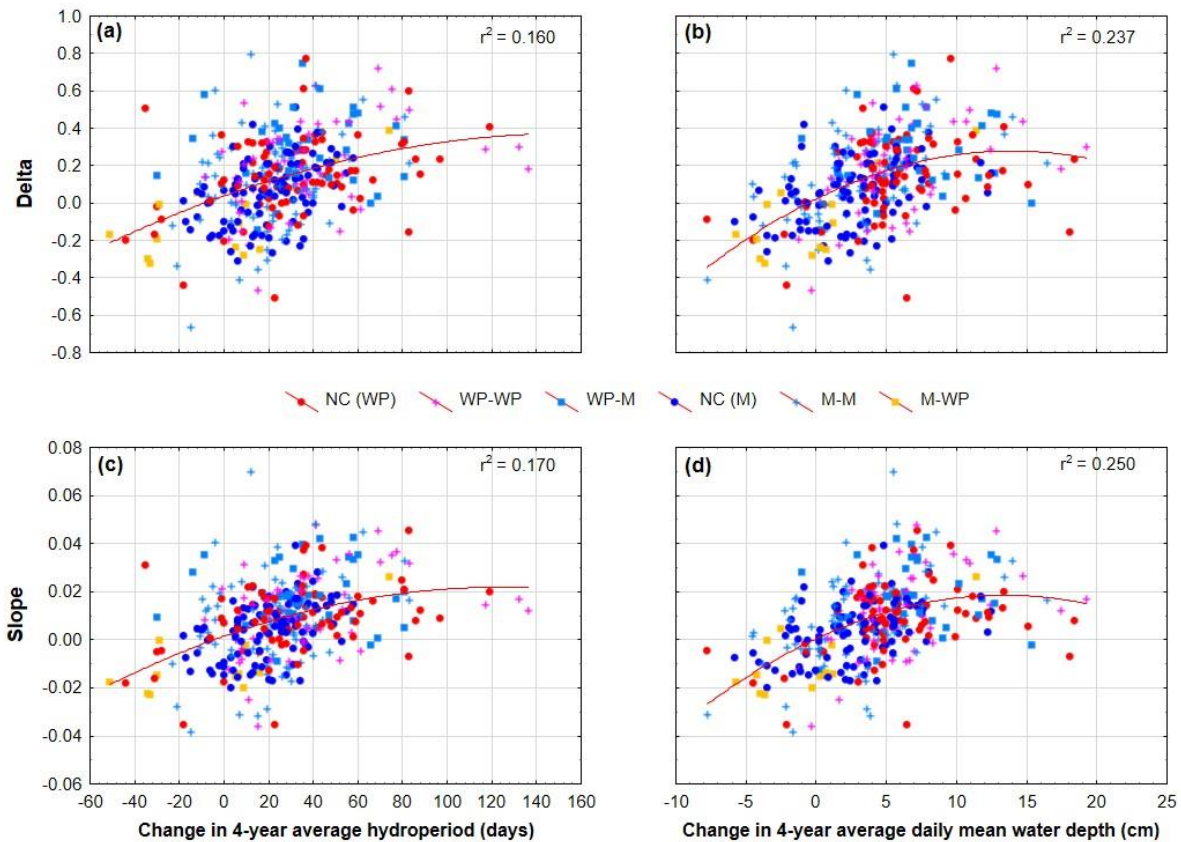 (a)
r² = 0.160
(b)
r² = 0.237
1.0
0.8
0.6
0.4
0.2
0.0
-0.2
-0.4
-0.6
-0.8
Delta
NC (WP) WP-WP WP-M NC (M) M-M M-WP
(c)
r² = 0.170
(d)
r² = 0.250
0.08
0.06
0.04
0.02
0.00
-0.02
-0.04
-0.06
Slope
-60 -40 -20 0 20 40 60 80 100 120 140 160
-10 -5 0 5 10 15 20 25
Change in 4-year average hydroperiod (days)
Change in 4-year average daily mean water depth (cm)